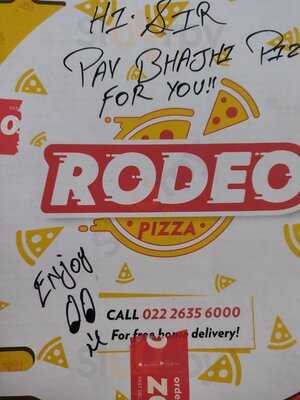 HI. SIR
PAV BHAJHI PIZ
FOR YOU!!
RODEO
PIZZA
ENJOY
CALL 022 2635 6000
For free home delivery!